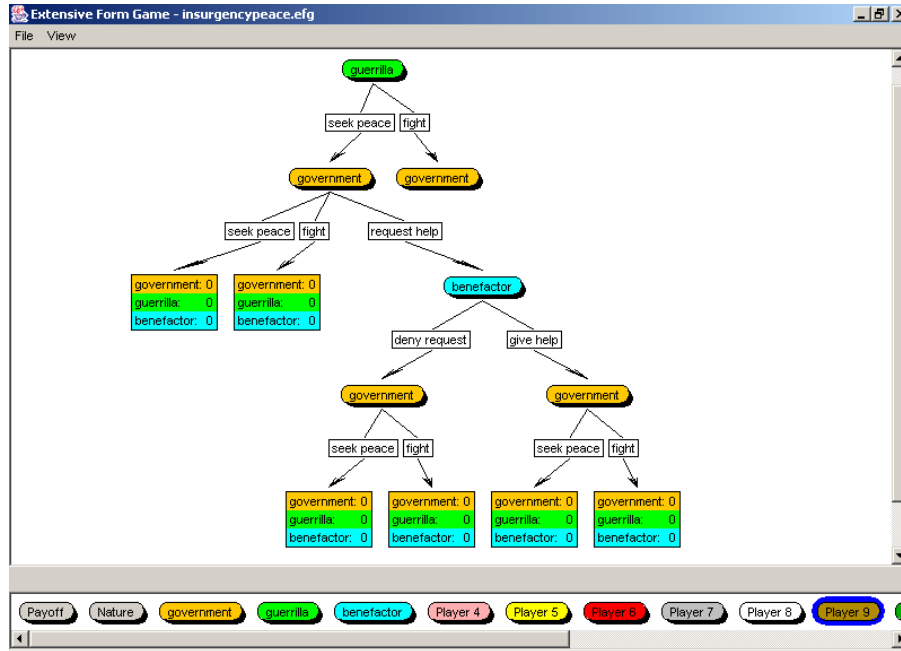 Extensive Form Game - insurgencypeace.efg
File View
guerrilla
seek peace fight
government government
seek peace fight request help
government: 0 government: 0 benefactor
guerrilla: 0 guerrilla: 0
benefactor: 0 benefactor: 0
deny request give help
government government
seek peace fight seek peace fight
government: 0 government: 0 government: 0 government: 0
guerrilla: 0 guerrilla: 0 guerrilla: 0 guerrilla: 0
benefactor: 0 benefactor: 0 benefactor: 0 benefactor: 0
Payoff Nature government guerrilla benefactor Player 4 Player 5 Player 6 Player 7 Player 8 Player 9